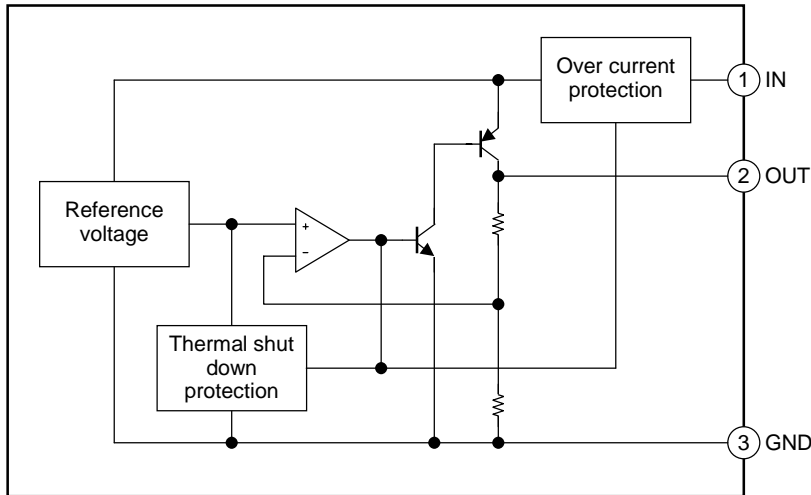 Over current
protection
1 IN
2 OUT
Reference
voltage
+
−
Thermal shut
down
protection
3 GND